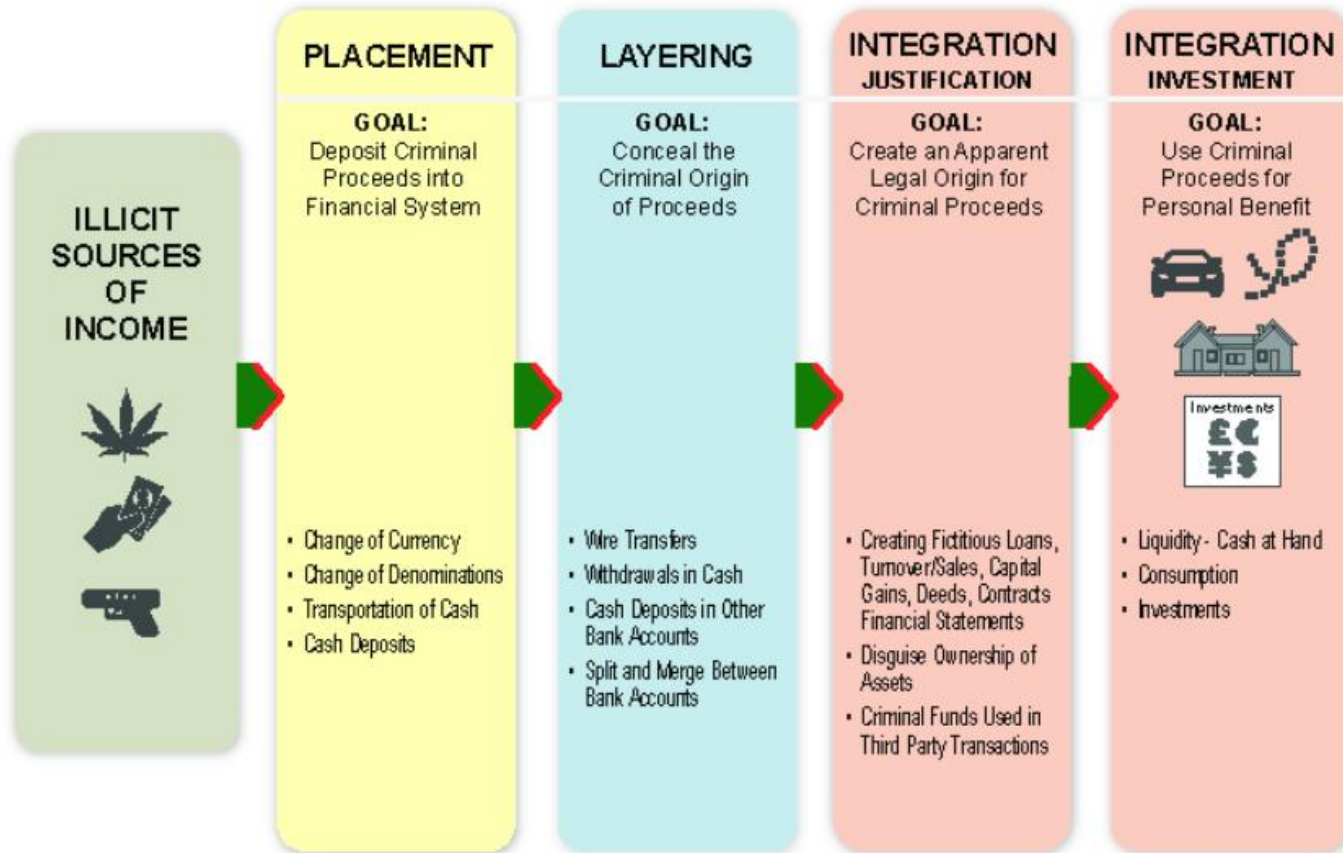 ILLICIT
SOURCES
OF
INCOME
PLACEMENT
GOAL:
Deposit Criminal
Proceeds into
Financial System
• Change of Currency
• Change of Denominations
• Transportation of Cash
• Cash Deposits
LAYERING
GOAL:
Conceal the
Criminal Origin
of Proceeds
• Wire Transfers
• Withdrawals in Cash
• Cash Deposits in Other
Bank Accounts
• Split and Merge Between
Bank Accounts
INTEGRATION
JUSTIFICATION
GOAL:
Create an Apparent
Legal Origin for
Criminal Proceeds
• Creating Fictitious Loans,
Turnover/Sales, Capital
Gains, Deeds, Contracts
Financial Statements
• Disguise Ownership of
Assets
• Criminal Funds Used in
Third Party Transactions
INTEGRATION
INVESTMENT
GOAL:
Use Criminal
Proceeds for
Personal Benefit
Investments
£ €
¥ $
• Liquidity - Cash at Hand
• Consumption
• Investments